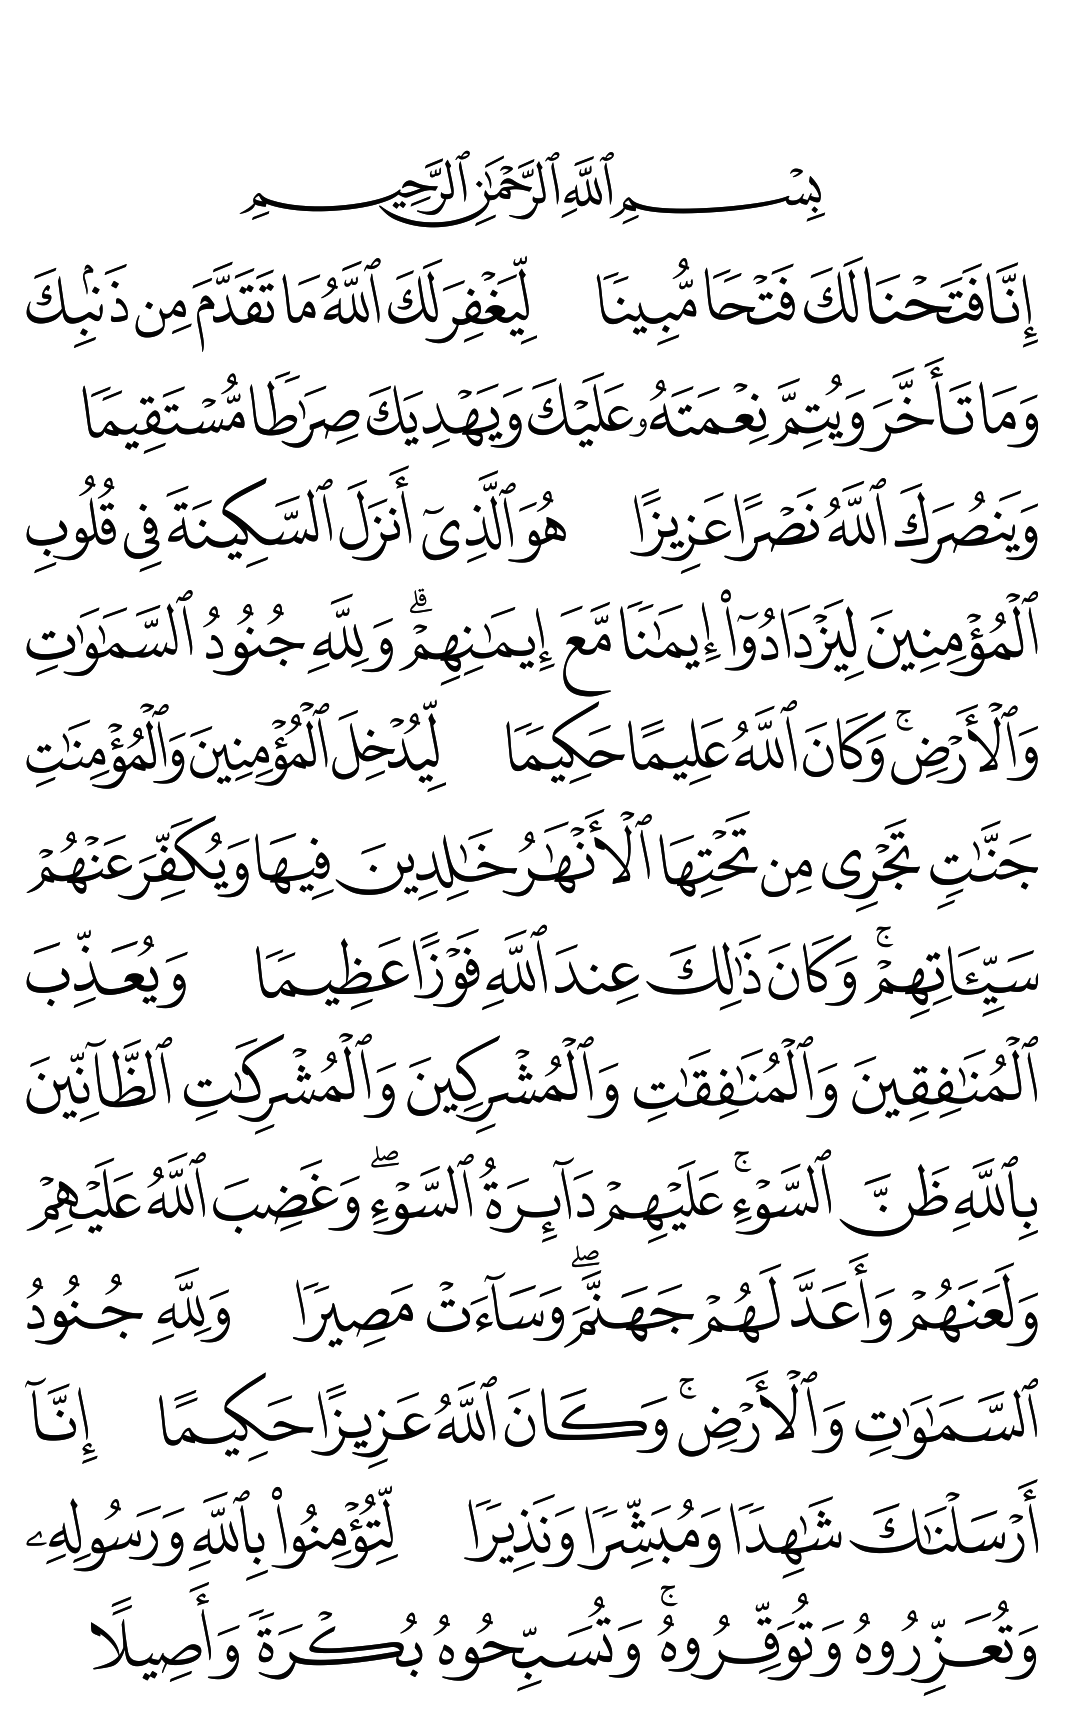 بِسْمِ ٱللَّهِ ٱلرَّحْمَٰنِ ٱلرَّحِيمِ
إِنَّا فَتَحْنَا لَكَ فَتْحًا مُّبِينًا لِّيَغْفِرَ لَكَ ٱللَّهُ مَا تَقَدَّمَ مِن ذَنۢبِكَ
وَمَا تَأَخَّرَ وَيُتِمَّ نِعْمَتَهُۥ عَلَيْكَ وَيَهْدِيَكَ صِرَٰطًا مُّسْتَقِيمًا
وَيَنصُرَكَ ٱللَّهُ نَصْرًا عَزِيزًا هُوَ ٱلَّذِىٓ أَنزَلَ ٱلسَّكِينَةَ فِى قُلُوبِ
ٱلْمُؤْمِنِينَ لِيَزْدَادُوٓا۟ إِيمَٰنًا مَّعَ إِيمَٰنِهِمْ ۗ وَلِلَّهِ جُنُودُ ٱلسَّمَٰوَٰتِ
وَٱلْأَرْضِ ۚ وَكَانَ ٱللَّهُ عَلِيمًا حَكِيمًا لِّيُدْخِلَ ٱلْمُؤْمِنِينَ وَٱلْمُؤْمِنَٰتِ
جَنَّٰتٍ تَجْرِى مِن تَحْتِهَا ٱلْأَنْهَٰرُ خَٰلِدِينَ فِيهَا وَيُكَفِّرَ عَنْهُمْ
سَيِّـَٔاتِهِمْ ۚ وَكَانَ ذَٰلِكَ عِندَ ٱللَّهِ فَوْزًا عَظِيمًا وَيُعَذِّبَ
ٱلْمُنَٰفِقِينَ وَٱلْمُنَٰفِقَٰتِ وَٱلْمُشْرِكِينَ وَٱلْمُشْرِكَٰتِ ٱلظَّآنِّينَ
بِٱللَّهِ ظَنَّ ٱلسَّوْءِ ۚ عَلَيْهِمْ دَآئِرَةُ ٱلسَّوْءِ ۖ وَغَضِبَ ٱللَّهُ عَلَيْهِمْ
وَلَعَنَهُمْ وَأَعَدَّ لَهُمْ جَهَنَّمَ ۖ وَسَآءَتْ مَصِيرًا وَلِلَّهِ جُنُودُ
ٱلسَّمَٰوَٰتِ وَٱلْأَرْضِ ۚ وَكَانَ ٱللَّهُ عَزِيزًا حَكِيمًا إِنَّآ
أَرْسَلْنَٰكَ شَٰهِدًا وَمُبَشِّرًا وَنَذِيرًا لِّتُؤْمِنُوا۟ بِٱللَّهِ وَرَسُولِهِۦ
وَتُعَزِّرُوهُ وَتُوَقِّرُوهُ ۚ وَتُسَبِّحُوهُ بُكْرَةً وَأَصِيلًا